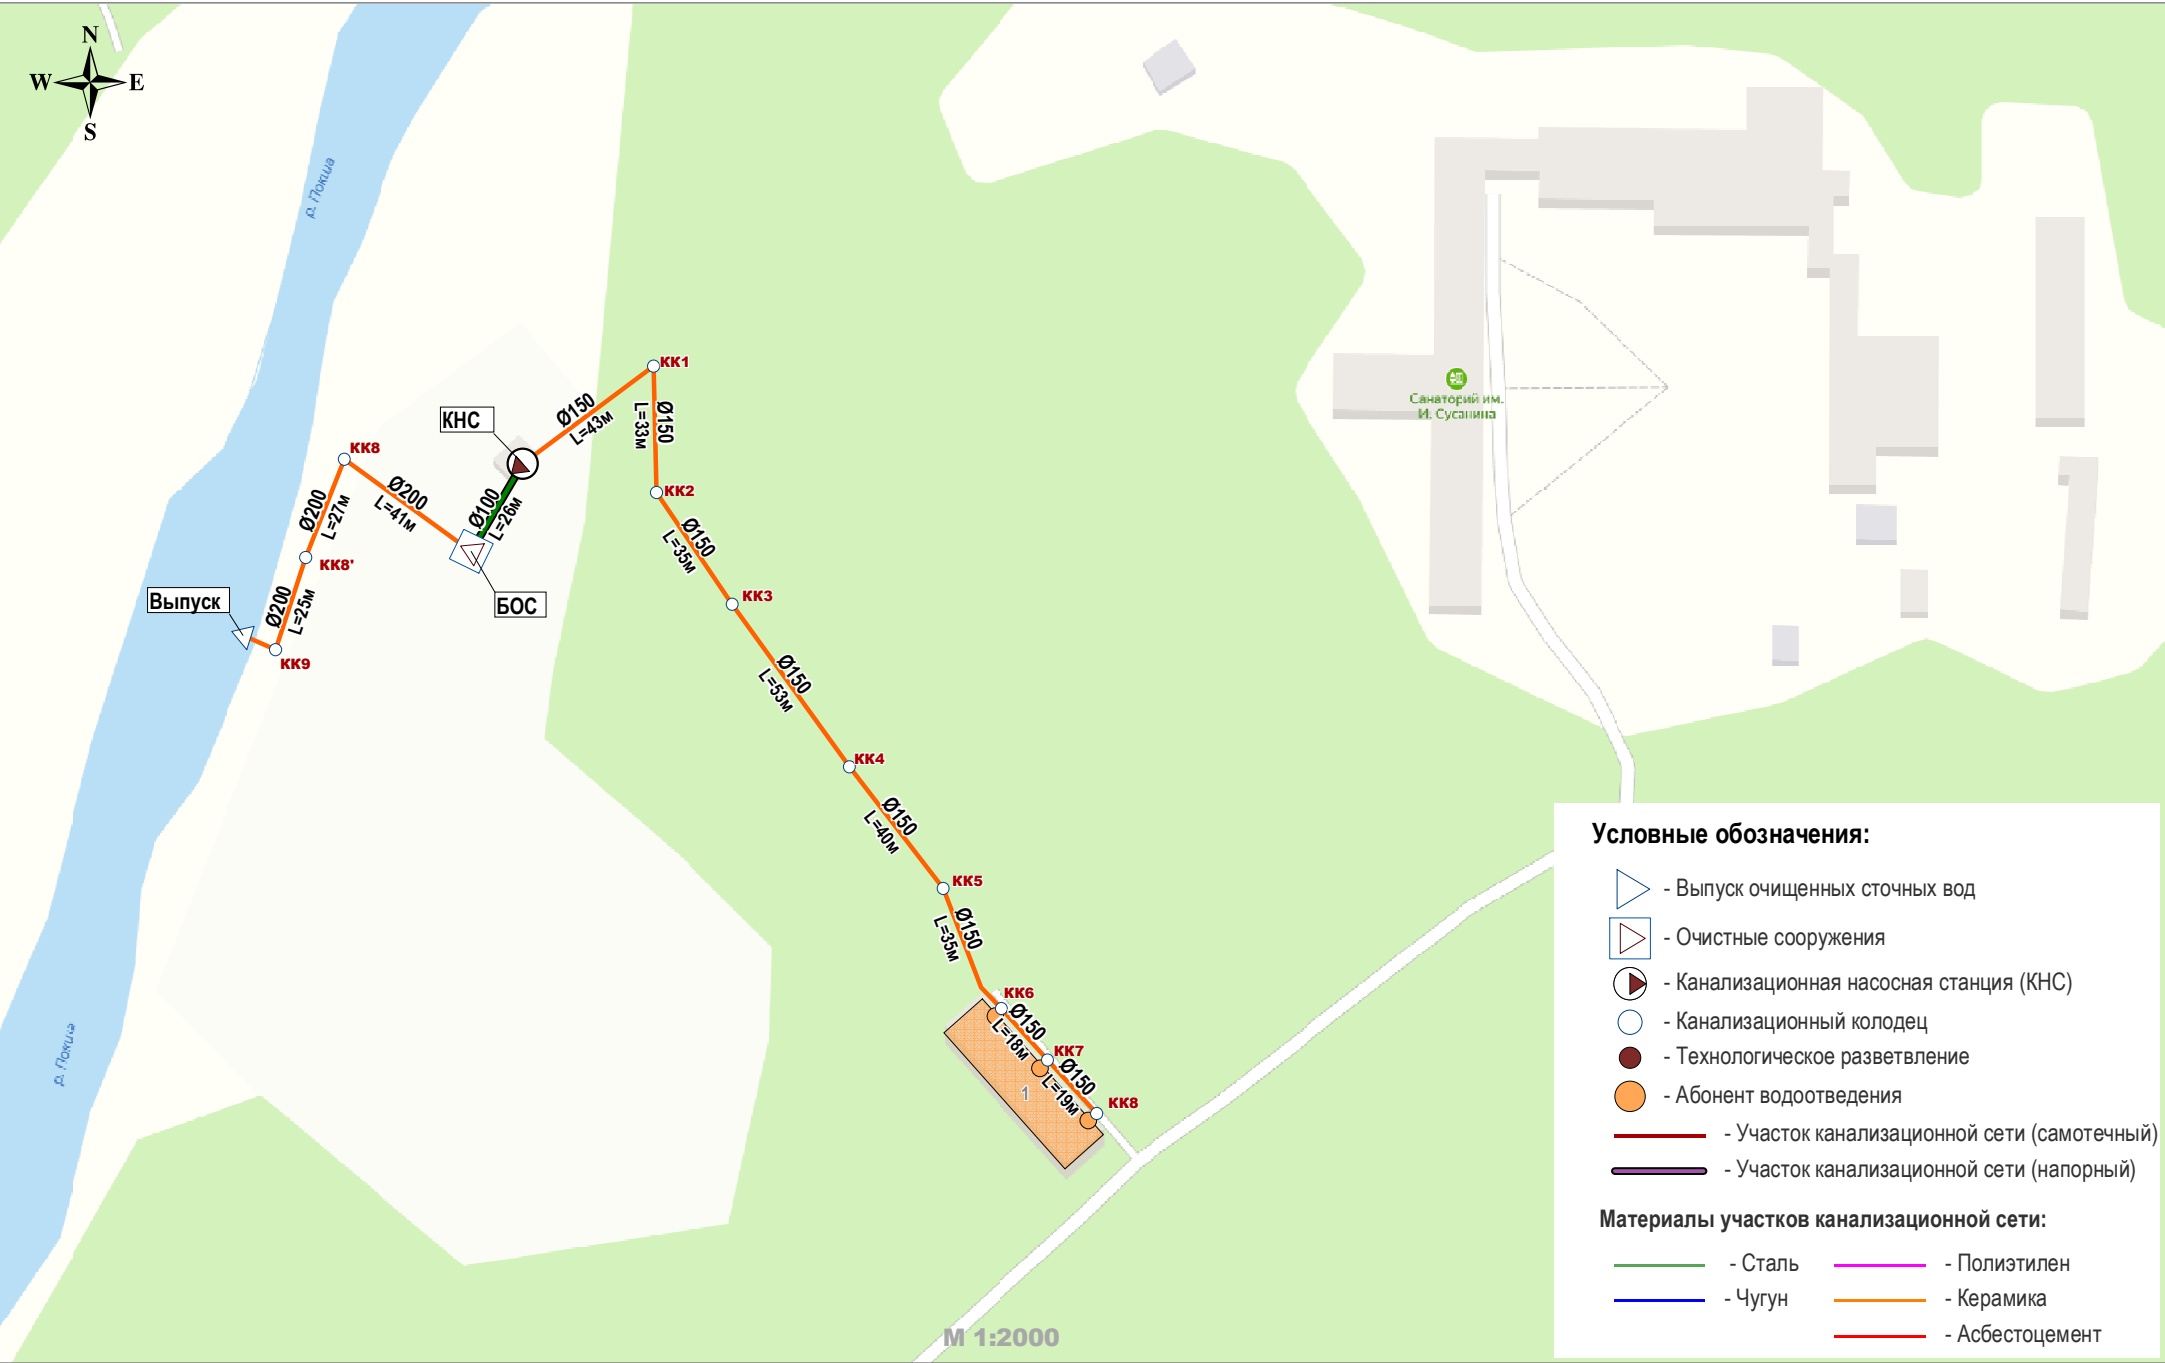 N
W E
S
р. Покша
КК1
Ø150
L=43м
КНС
Ø150
L=33м
КК8
Ø200
L=41м
Ø100
L=26м
КК2
Ø200
L=27м
Ø150
L=35м
КК8'
Выпуск
БОС
КК3
Ø200
L=25м
КК9
Ø150
L=53м
КК4
Ø150
L=40м
КК5
Ø150
L=35м
КК6
Ø150
L=18м
КК7
Ø150
L=19м
1
КК8
р. Покша
Санаторий им.
И. Сусанина
М 1:2000
Условные обозначения:
- Выпуск очищенных сточных вод
- Очистные сооружения
- Канализационная насосная станция (КНС)
- Канализационный колодец
- Технологическое разветвление
- Абонент водоотведения
- Участок канализационной сети (самотечный)
- Участок канализационной сети (напорный)
Материалы участков канализационной сети:
- Сталь - Полиэтилен
- Чугун - Керамика
- Асбестоцемент